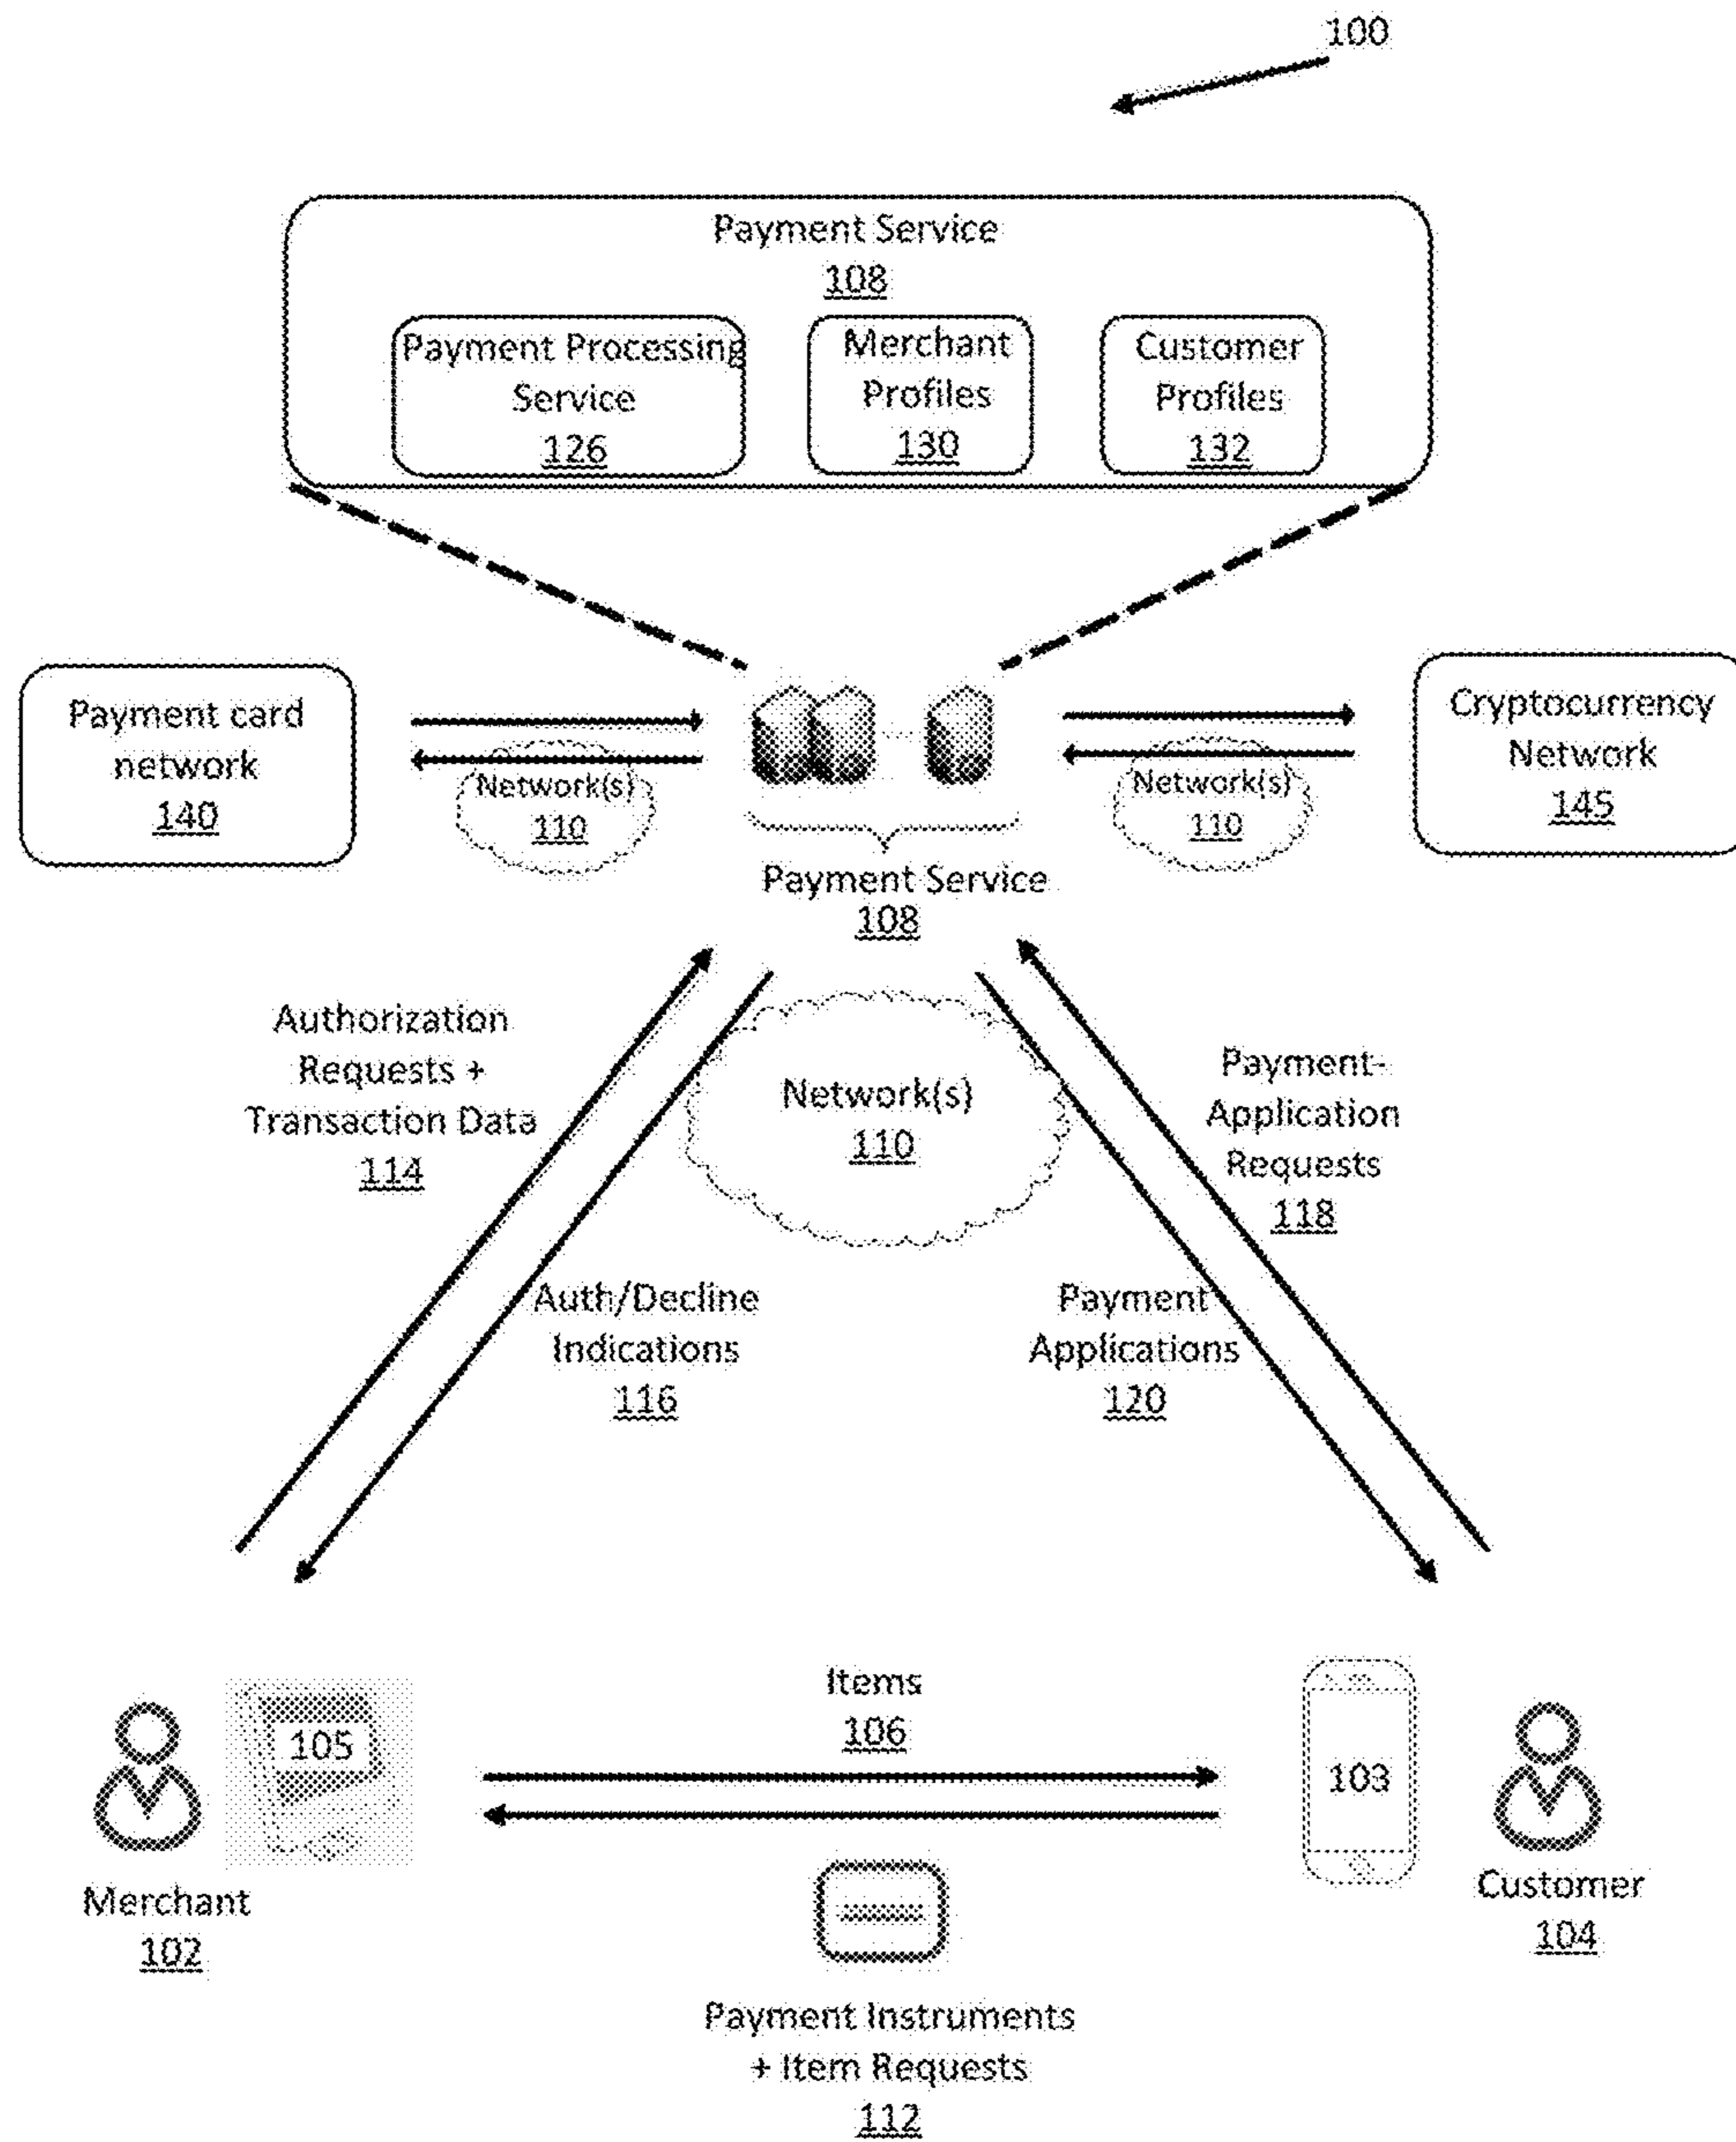 100
Payment Service
108
Payment Processing
Service
126
Merchant
Profiles
130
Customer
Profiles
132
Payment card
network
140
Network(s)
110
Payment Service
108
Network(s)
110
Cryptocurrency
Network
145
Authorization
Requests +
Transaction Data
114
Network(s)
110
Payment-
Application
Requests
118
Auth/Decline
Indications
116
Payment
Applications
120
Items
106
105
103
Merchant
102
Customer
104
Payment Instruments
+ Item Requests
112